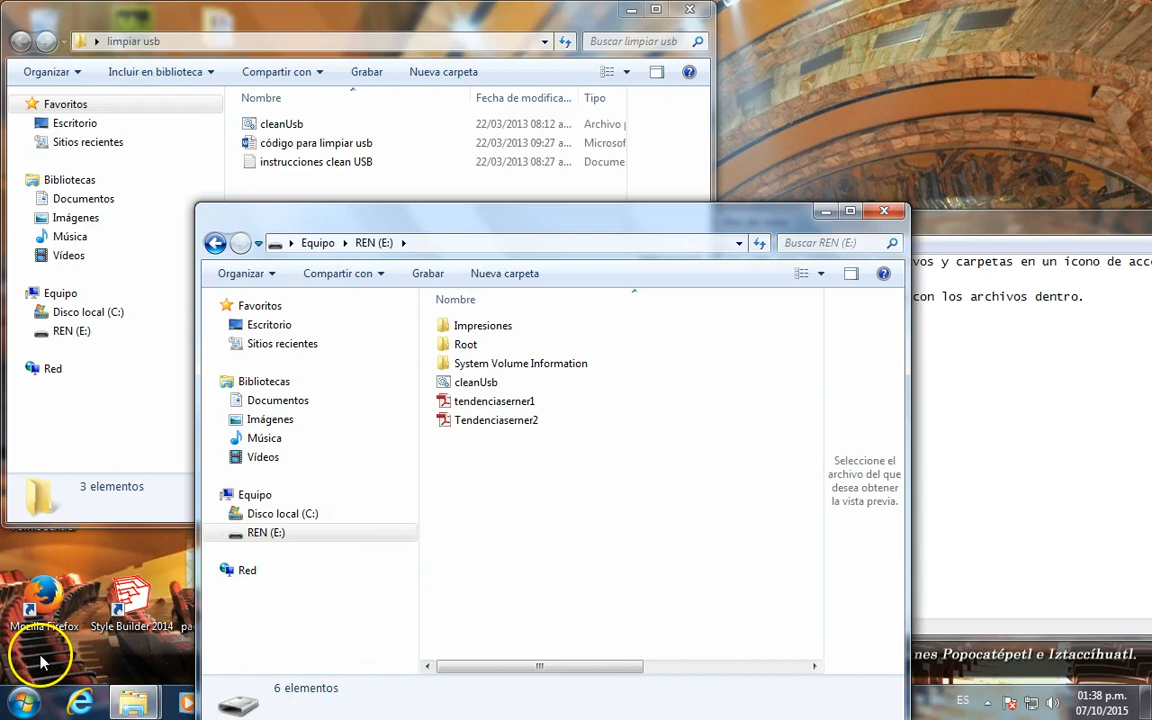 limpiar usb
Buscar limpiar usb
Organizar Incluir en biblioteca Compartir con Grabar Nueva carpeta
Nombre Fecha de modifica... Tipo
Favoritos
Escritorio
Sitios recientes
Bibliotecas
Documentos
Imágenes
Música
Vídeos
Equipo
Disco local (C:)
REN (E:)
Red
cleanUsb 22/03/2013 08:12 a... Archivo
código para limpiar usb 22/03/2013 09:27 a... Microsof
instrucciones clean USB 22/03/2013 08:27 a... Docume
3 elementos
Equipo REN (E:)
Buscar REN (E:)
Organizar Compartir con Grabar Nueva carpeta
Nombre
Favoritos
Escritorio
Sitios recientes
Bibliotecas
Documentos
Imágenes
Música
Vídeos
Equipo
Disco local (C:)
REN (E:)
Red
Impresiones
Root
System Volume Information
cleanUsb
tendenciaserner1
Tendenciaserner2
Seleccione el
archivo del que
desea obtener
la vista previa.
6 elementos
vos y carpetas en un ícono de acc
con los archivos dentro.
Mozilla Firefox
Style Builder 2014
pa
nes Popocatépetl e Iztaccíhuatl,
ES
01:38 p.m.
07/10/2015